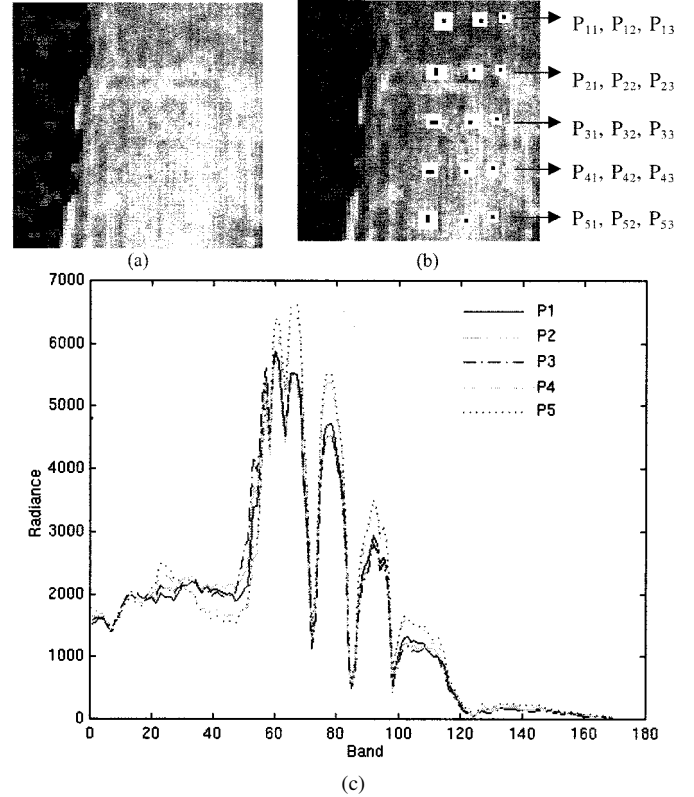 P11, P12, P13
P21, P22, P23
P31, P32, P33
P41, P42, P43
P51, P52, P53
(a)
(b)
7000
6000
5000
4000
3000
2000
1000
0
Radiance
P1
P2
P3
P4
P5
0 20 40 60 80 100 120 140 160 180
Band
(c)